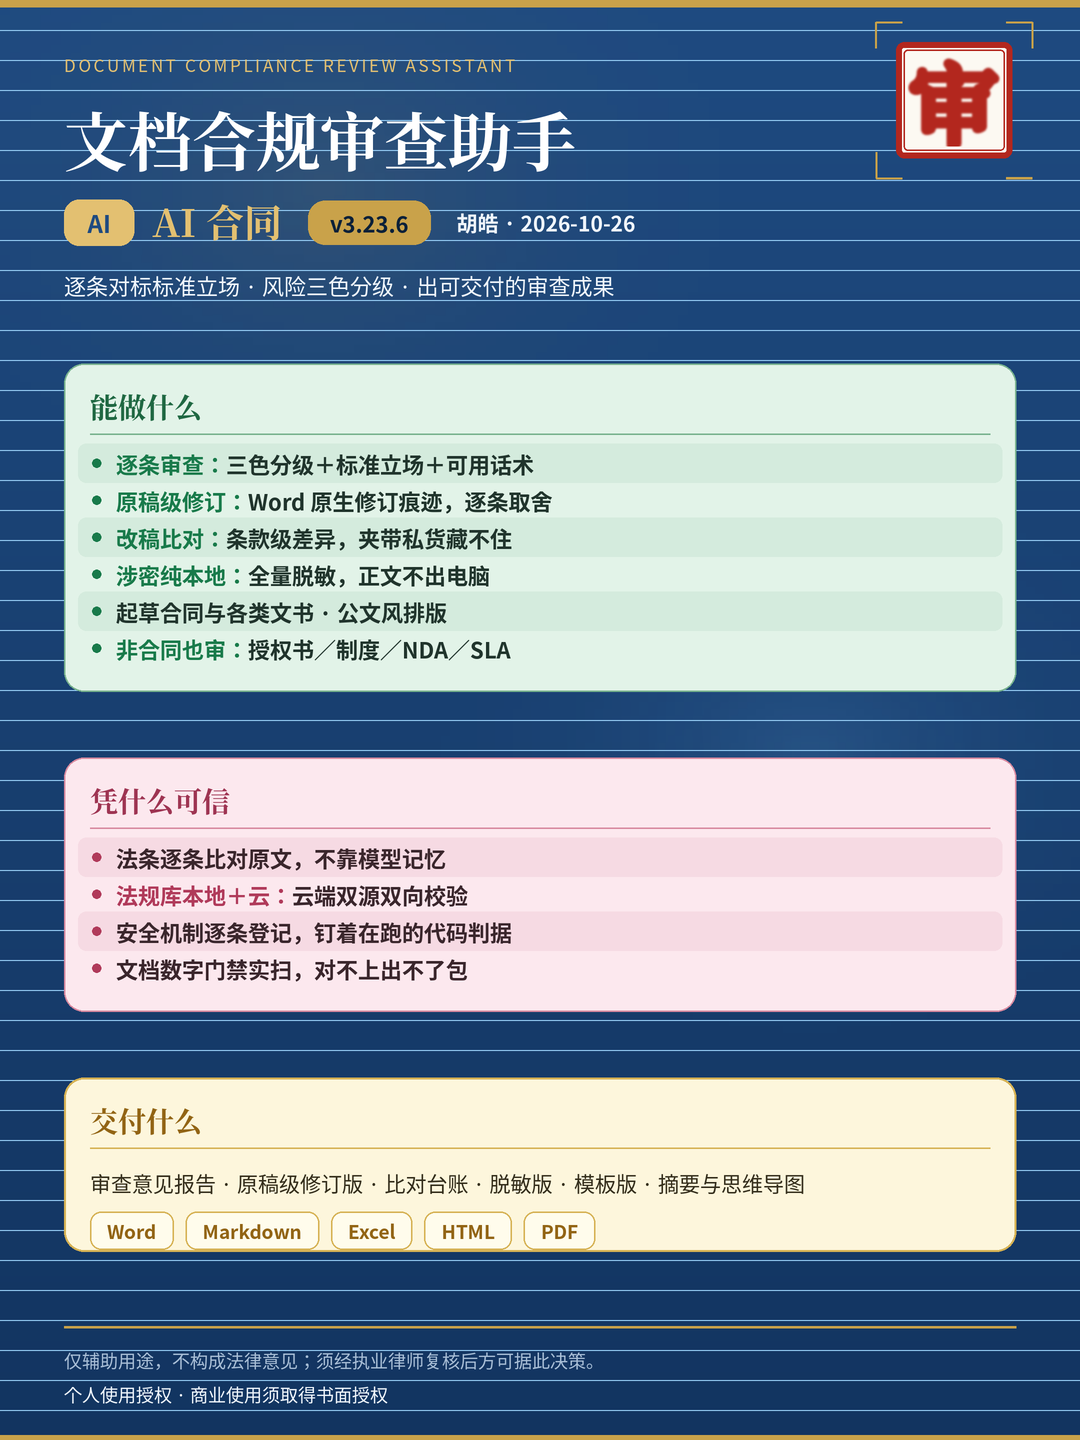 DOCUMENT COMPLIANCE REVIEW ASSISTANT
审
文档合规审查助手
AI AI 合同 v3.23.6 胡皓 · 2026-10-26
逐条对标标准立场 · 风险三色分级 · 出可交付的审查成果
能做什么
逐条审查：三色分级＋标准立场＋可用话术
原稿级修订：Word 原生修订痕迹，逐条取舍
改稿比对：条款级差异，夹带私货藏不住
涉密纯本地：全量脱敏，正文不出电脑
起草合同与各类文书 · 公文风排版
非合同也审：授权书／制度／NDA／SLA
凭什么可信
法条逐条比对原文，不靠模型记忆
法规库本地＋云：云端双源双向校验
安全机制逐条登记，钉着在跑的代码判据
文档数字门禁实扫，对不上出不了包
交付什么
审查意见报告 · 原稿级修订版 · 比对台账 · 脱敏版 · 模板版 · 摘要与思维导图
Word Markdown Excel HTML PDF
仅辅助用途，不构成法律意见；须经执业律师复核后方可据此决策。
个人使用授权 · 商业使用须取得书面授权